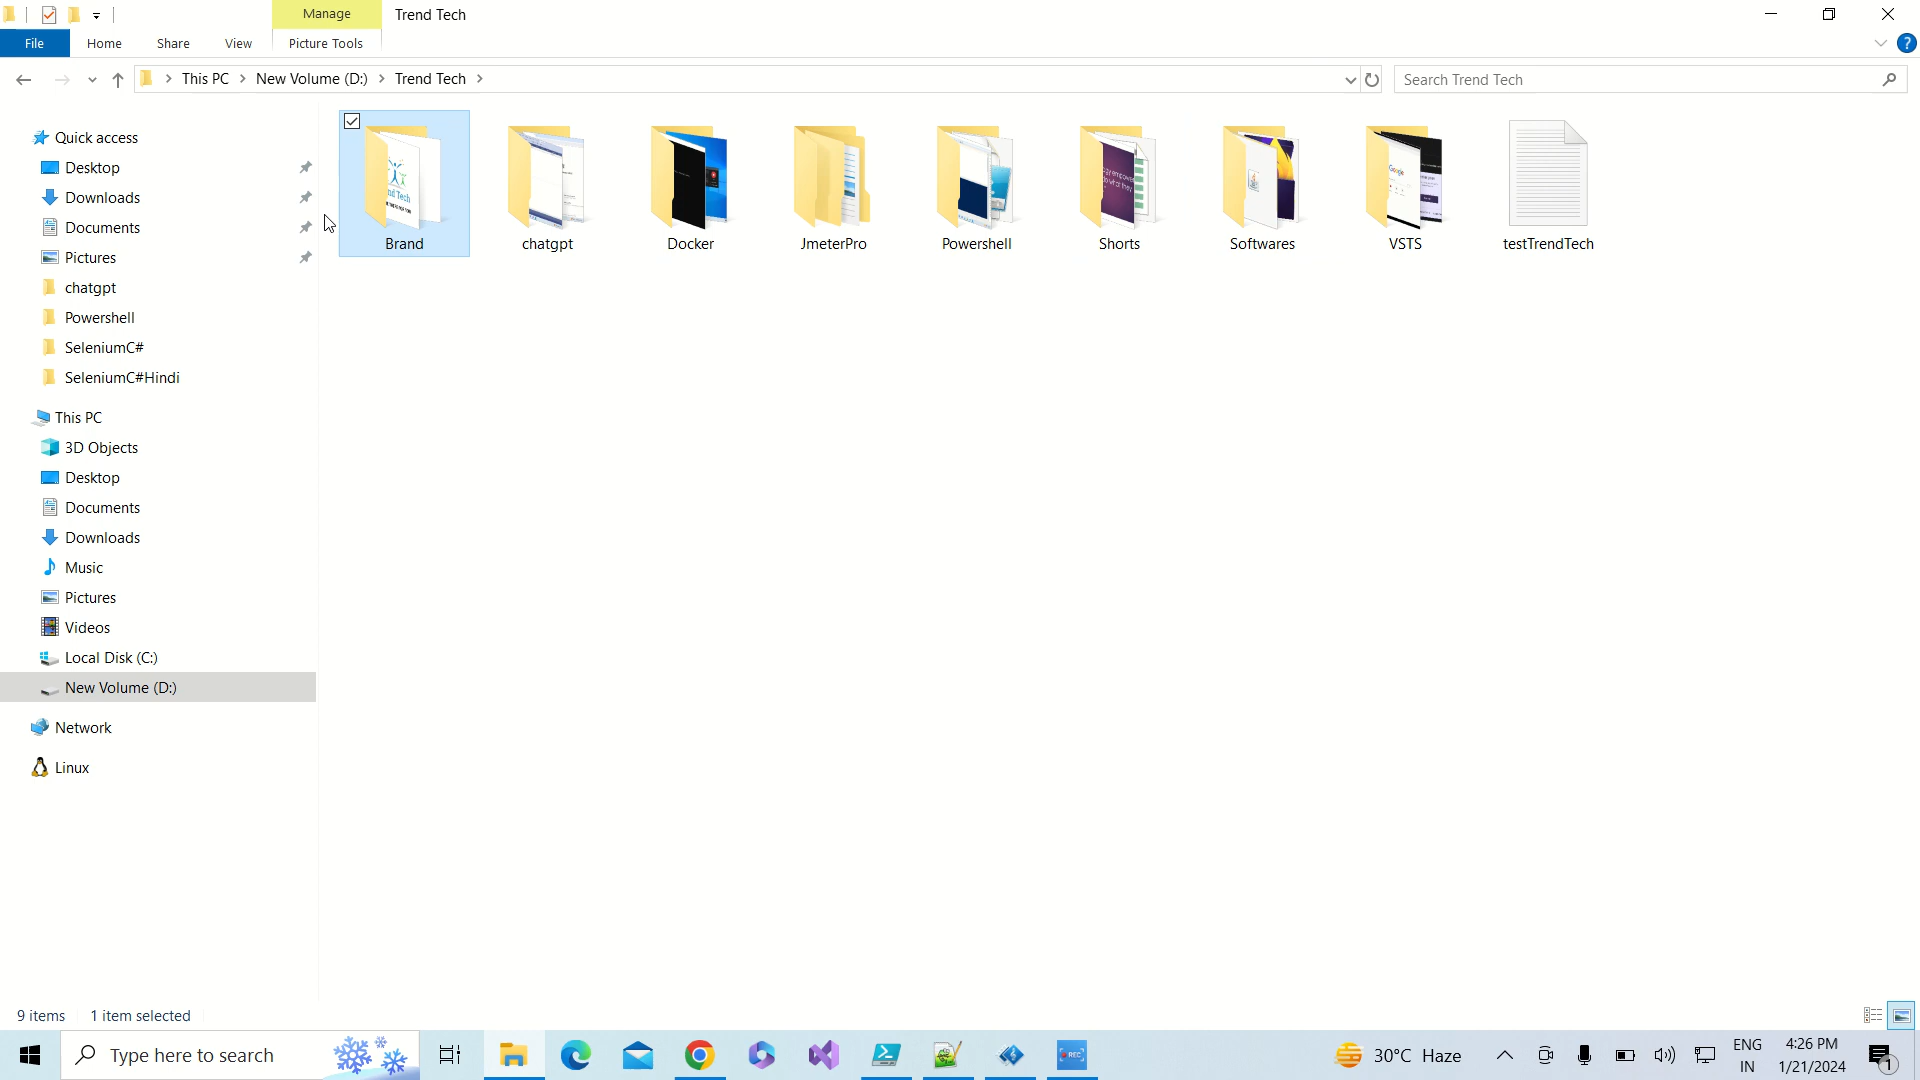 Manage
Trend Tech
File
Home
Share
View
Picture Tools
This PC
New Volume (D:)
Trend Tech
Search Trend Tech
Quick access
Desktop
Downloads
Documents
Pictures
chatgpt
Powershell
SeleniumC#
SeleniumC#Hindi
This PC
3D Objects
Desktop
Documents
Downloads
Music
Pictures
Videos
Local Disk (C:)
New Volume (D:)
Network
Linux
Brand
chatgpt
Docker
JmeterPro
Powershell
Shorts
Softwares
VSTS
testTrendTech
9 items
1 item selected
Type here to search
REC
30°C Haze
ENG
IN
4:26 PM
1/21/2024
1